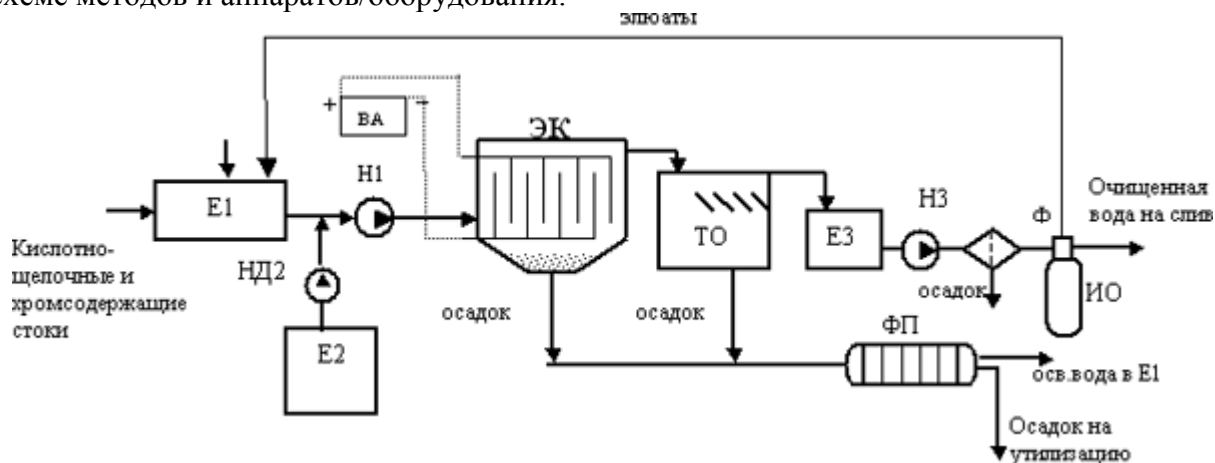 схеме методов и аппаратов/оборудования.
элюаты
+
-
ВА
ЭК
Н1
Е1
Кислотно-
щелочные и
хромсодержащие
стоки
НД2
Е2
осадок
ТО
осадок
Е3
Н3
Ф
осадок
ИО
Очищенная
вода на слив
ФП
осв.вода в Е1
Осадок на
утилизацию